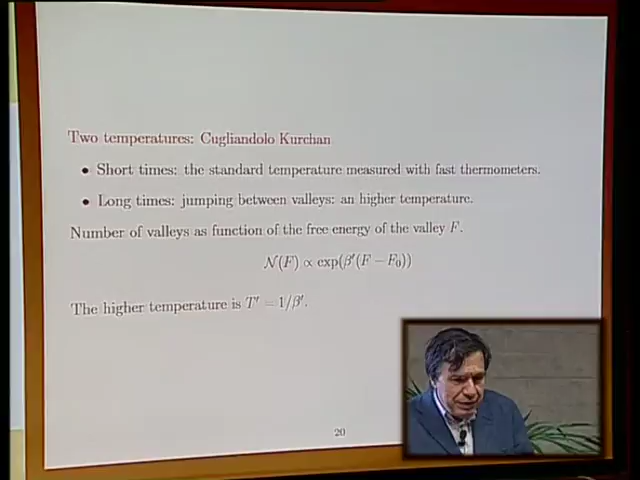 Two temperatures: Cugliandolo Kurchan
• Short times: the standard temperature measured with fast thermometers.
• Long times: jumping between valleys: an higher temperature.
Number of valleys as function of the free energy of the valley F.
𝒩(F) ∝ exp(β′(F − F₀))
The higher temperature is T′ = 1/β′.
20